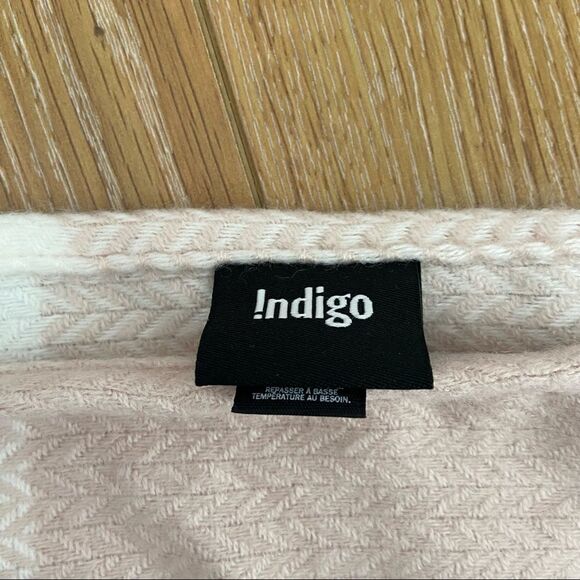 !ndigo
REPASSER À BASSE
TEMPÉRATURE AU BESOIN.